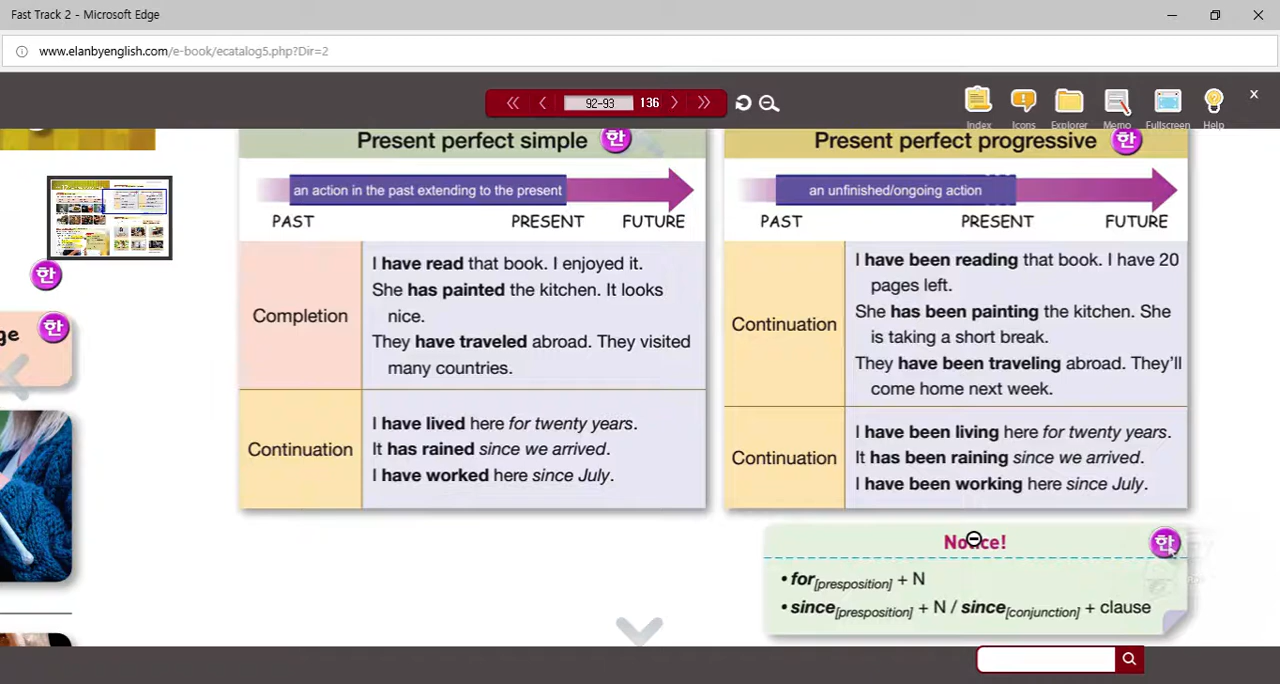 Fast Track 2 - Microsoft Edge
www.elanbyenglish.com/e-book/ecatalog5.php?Dir=2
92-93 136
Index Icons Explorer Memo Fullscreen Help
Present perfect simple 한
an action in the past extending to the present
PAST PRESENT FUTURE
Completion
I have read that book. I enjoyed it.
She has painted the kitchen. It looks
nice.
They have traveled abroad. They visited
many countries.
Continuation
I have lived here for twenty years.
It has rained since we arrived.
I have worked here since July.
Present perfect progressive 한
an unfinished/ongoing action
PAST PRESENT FUTURE
Continuation
I have been reading that book. I have 20
pages left.
She has been painting the kitchen. She
is taking a short break.
They have been traveling abroad. They'll
come home next week.
Continuation
I have been living here for twenty years.
It has been raining since we arrived.
I have been working here since July.
한
한
Notice! 한
• for[presposition] + N
• since[presposition] + N / since[conjunction] + clause